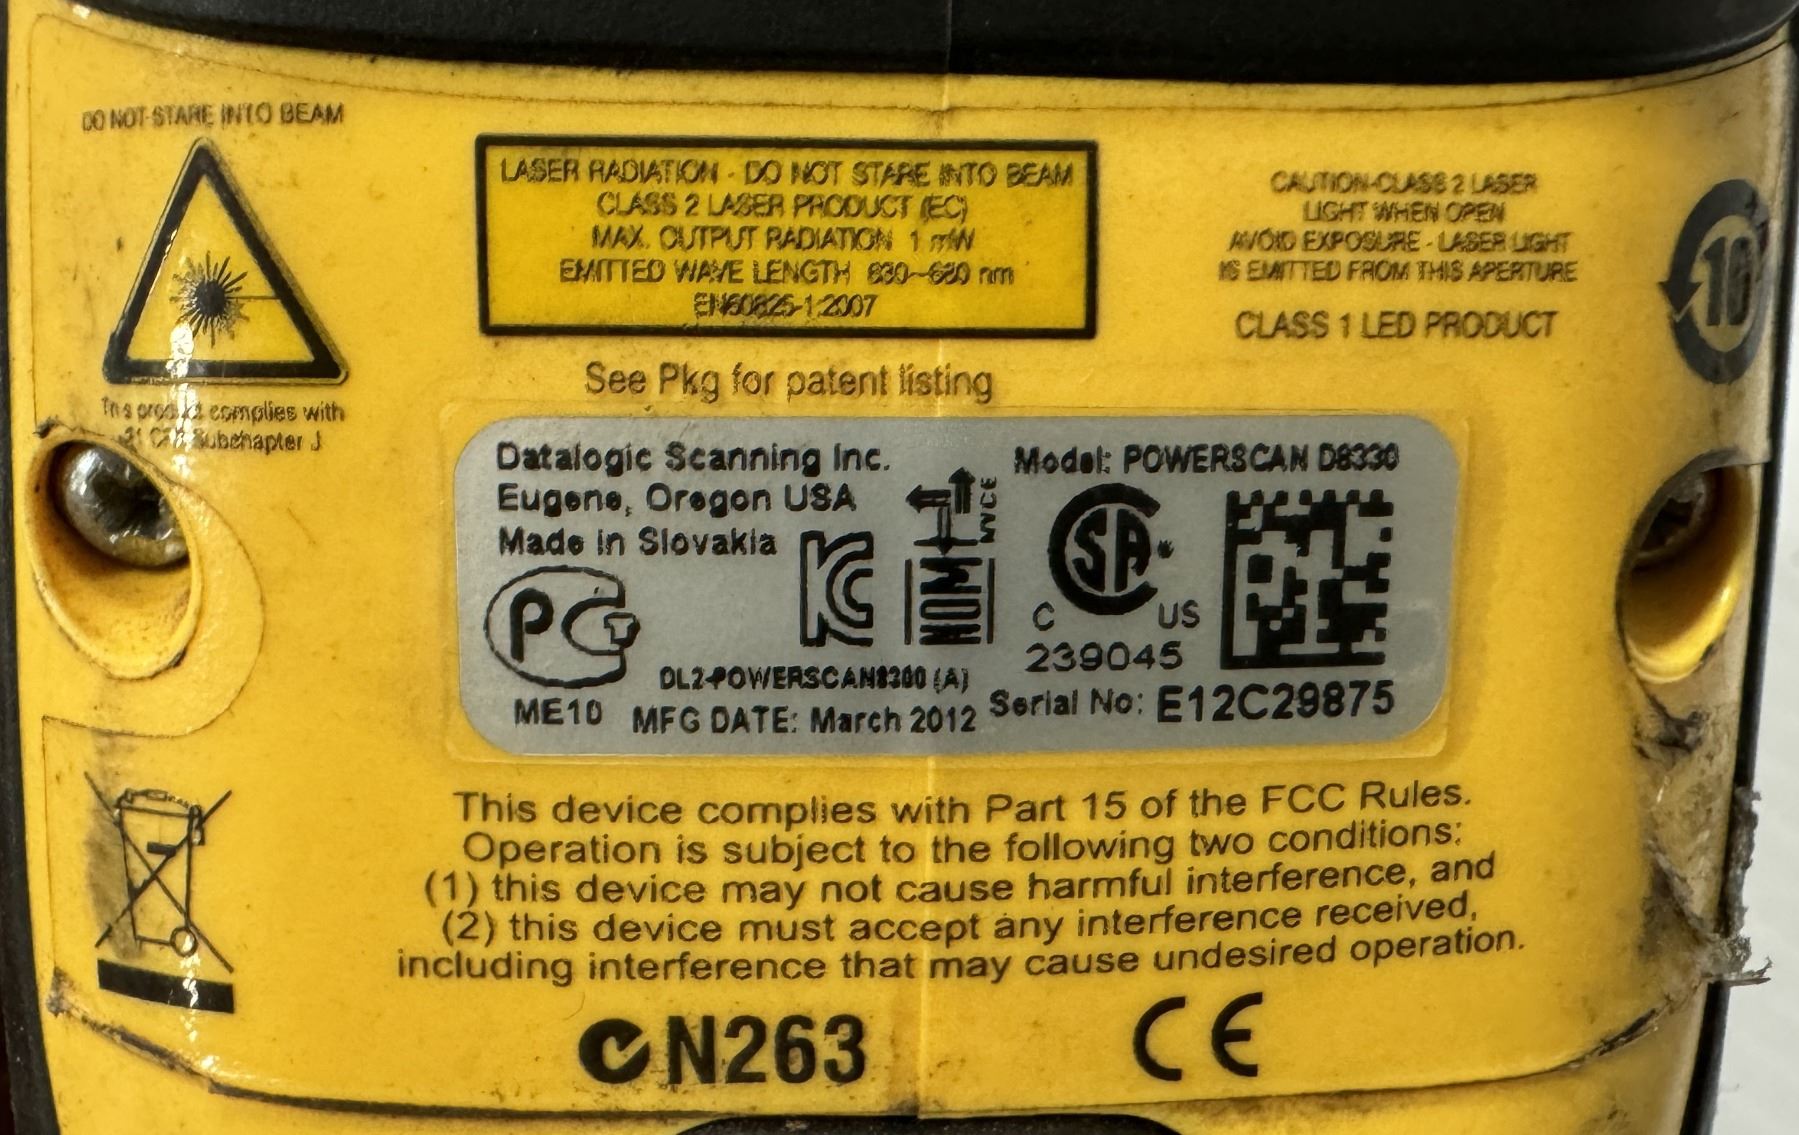 DO NOT STARE INTO BEAM
LASER RADIATION - DO NOT STARE INTO BEAM
CLASS 2 LASER PRODUCT (EC)
MAX. OUTPUT RADIATION 1 mW
EMITTED WAVE LENGTH 630~680 nm
EN60825-1:2007
CAUTION-CLASS 2 LASER
LIGHT WHEN OPEN
AVOID EXPOSURE - LASER LIGHT
IS EMITTED FROM THIS APERTURE
CLASS 1 LED PRODUCT
10
See Pkg for patent listing
This product complies with
21 CFR Subchapter J
Datalogic Scanning Inc.
Eugene, Oregon USA
Made in Slovakia
Model: POWERSCAN D8330
PCT
ME10
KC
NOM
NYCE
SA
C US
239045
DL2-POWERSCAN8300 (A)
MFG DATE: March 2012
Serial No: E12C29875
This device complies with Part 15 of the FCC Rules.
Operation is subject to the following two conditions:
(1) this device may not cause harmful interference, and
(2) this device must accept any interference received,
including interference that may cause undesired operation.
N263
CE